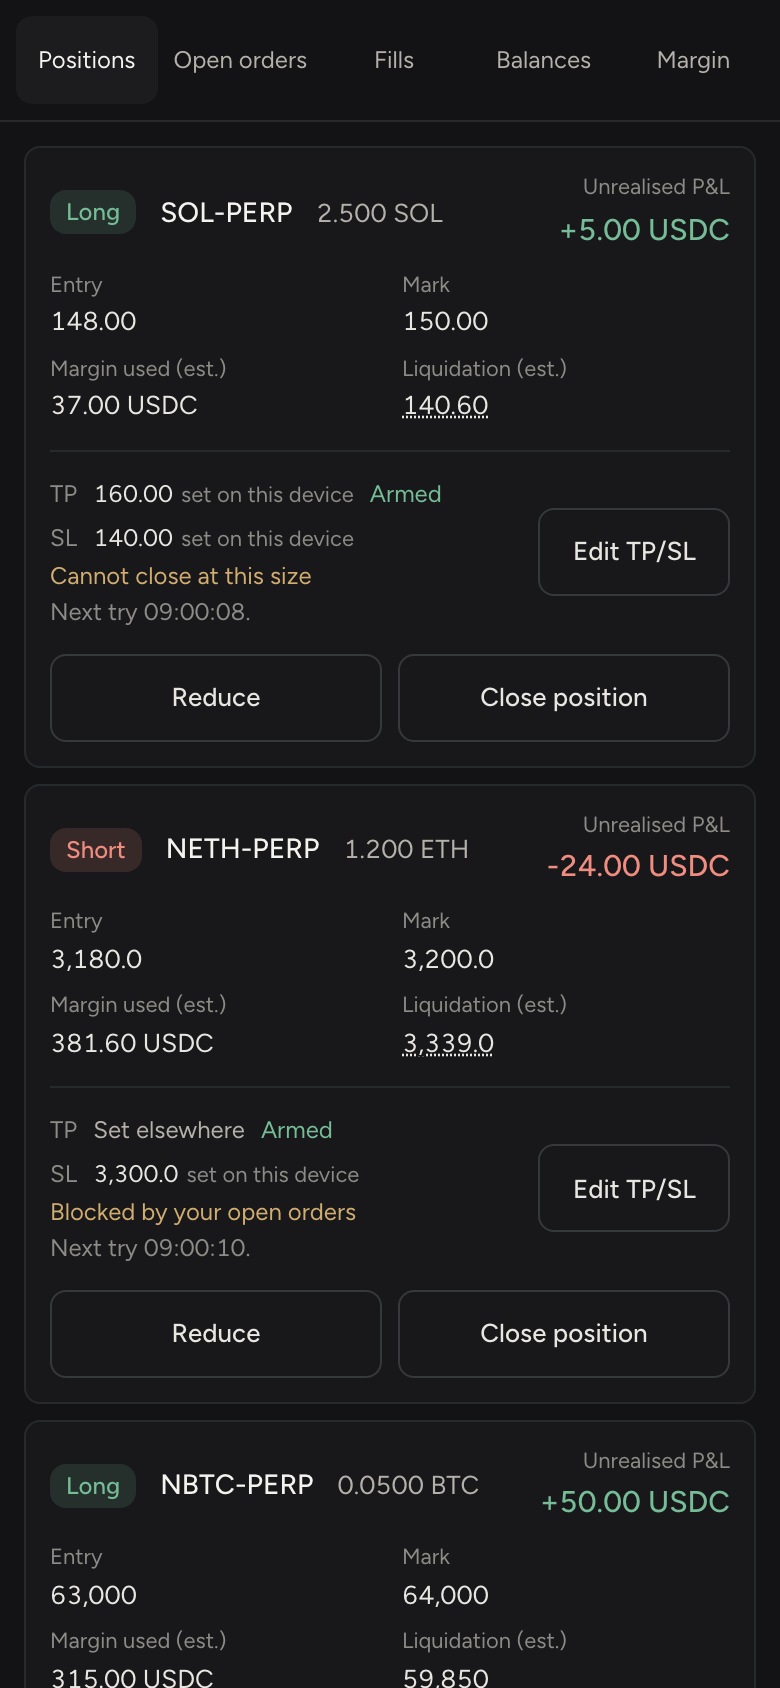 Positions Open orders Fills Balances Margin
Unrealised P&L
Long SOL-PERP 2.500 SOL +5.00 USDC
Entry Mark
148.00 150.00
Margin used (est.) Liquidation (est.)
37.00 USDC 140.60
TP 160.00 set on this device Armed
SL 140.00 set on this device
Edit TP/SL
Cannot close at this size
Next try 09:00:08.
Reduce Close position
Unrealised P&L
Short NETH-PERP 1.200 ETH -24.00 USDC
Entry Mark
3,180.0 3,200.0
Margin used (est.) Liquidation (est.)
381.60 USDC 3,339.0
TP Set elsewhere Armed
SL 3,300.0 set on this device
Edit TP/SL
Blocked by your open orders
Next try 09:00:10.
Reduce Close position
Unrealised P&L
Long NBTC-PERP 0.0500 BTC +50.00 USDC
Entry Mark
63,000 64,000
Margin used (est.) Liquidation (est.)
315.00 USDC 59,850